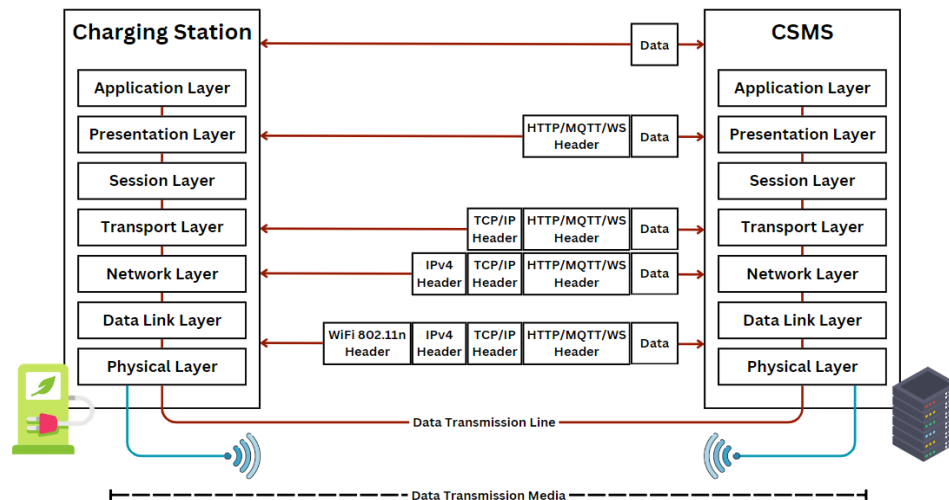 Charging Station
CSMS
Data
Application Layer
Application Layer
Presentation Layer
HTTP/MQTT/WS
Header
Data
Presentation Layer
Session Layer
Session Layer
Transport Layer
TCP/IP
Header
HTTP/MQTT/WS
Header
Data
Transport Layer
Network Layer
IPv4
Header
TCP/IP
Header
HTTP/MQTT/WS
Header
Data
Network Layer
Data Link Layer
Data Link Layer
WiFi 802.11n
Header
IPv4
Header
TCP/IP
Header
HTTP/MQTT/WS
Header
Data
Physical Layer
Physical Layer
Data Transmission Line
Data Transmission Media